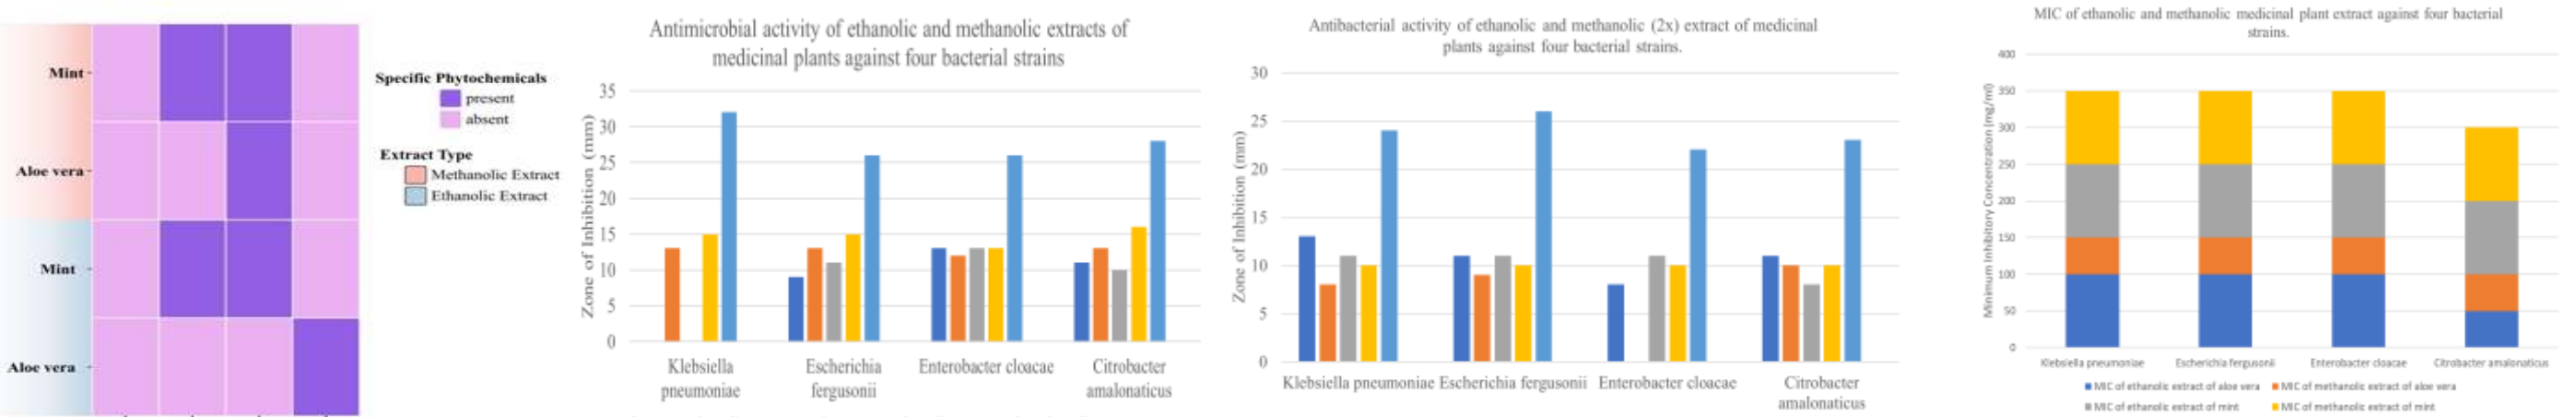 Mint
Aloe vera
Mint
Aloe vera
Specific Phytochemicals
present
absent
Extract Type
Methanolic Extract
Ethanolic Extract
Antimicrobial activity of ethanolic and methanolic extracts of
medicinal plants against four bacterial strains
Zone of Inhibition (mm)
35
30
25
20
15
10
5
0
Klebsiella
pneumoniae
Escherichia
fergusonii
Enterobacter cloacae
Citrobacter
amalonaticus
Antibacterial activity of ethanolic and methanolic (2x) extract of medicinal
plants against four bacterial strains.
Zone of Inhibition (mm)
30
25
20
15
10
5
0
Klebsiella pneumoniae Escherichia fergusonii Enterobacter cloacae
Citrobacter
amalonaticus
MIC of ethanolic and methanolic medicinal plant extract against four bacterial
strains.
Minimum Inhibitory Concentration (mg/ml)
400
350
300
250
200
150
100
50
0
Klebsiella pneumoniae Escherichia fergusonii Enterobacter cloacae Citrobacter amalonaticus
MIC of ethanolic extract of aloe vera MIC of methanolic extract of aloe vera
MIC of ethanolic extract of mint MIC of methanolic extract of mint